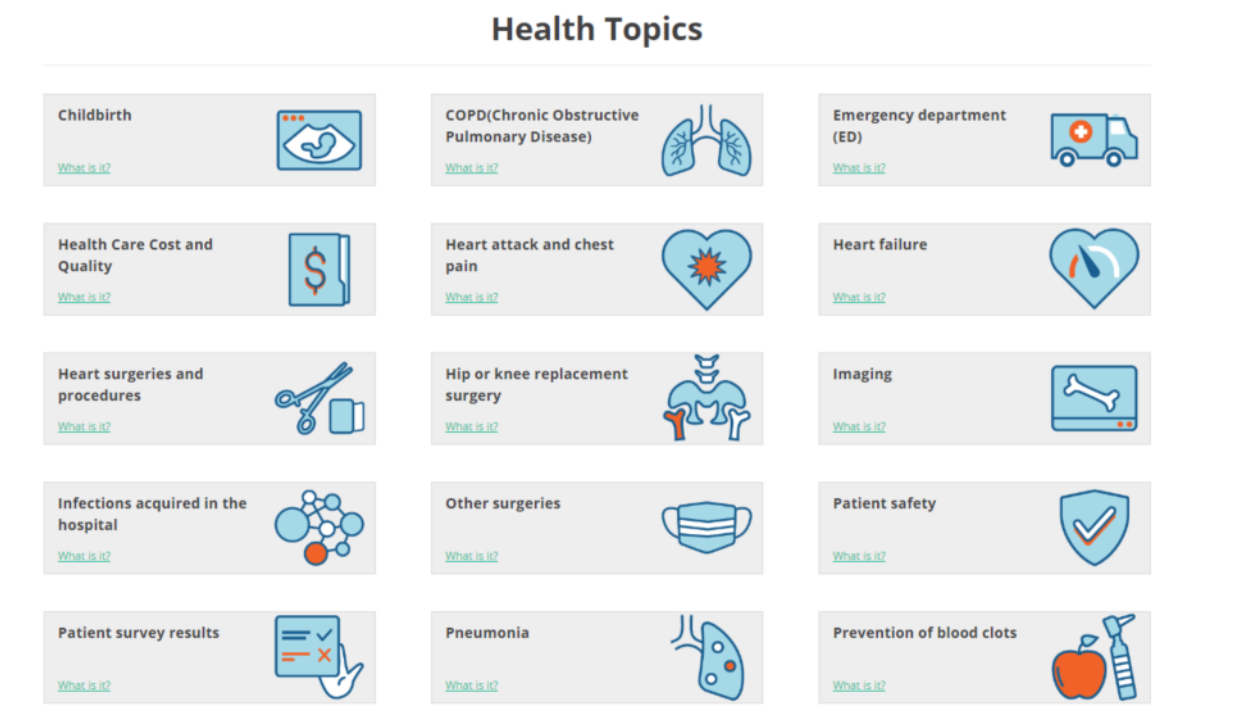 Health Topics
Childbirth
What is it?
COPD(Chronic Obstructive
Pulmonary Disease)
What is it?
Emergency department
(ED)
What is it?
Health Care Cost and
Quality
What is it?
$
Heart attack and chest
pain
What is it?
Heart failure
What is it?
Heart surgeries and
procedures
What is it?
Hip or knee replacement
surgery
What is it?
Imaging
What is it?
Infections acquired in the
hospital
What is it?
Other surgeries
What is it?
Patient safety
What is it?
Patient survey results
What is it?
Pneumonia
What is it?
Prevention of blood clots
What is it?